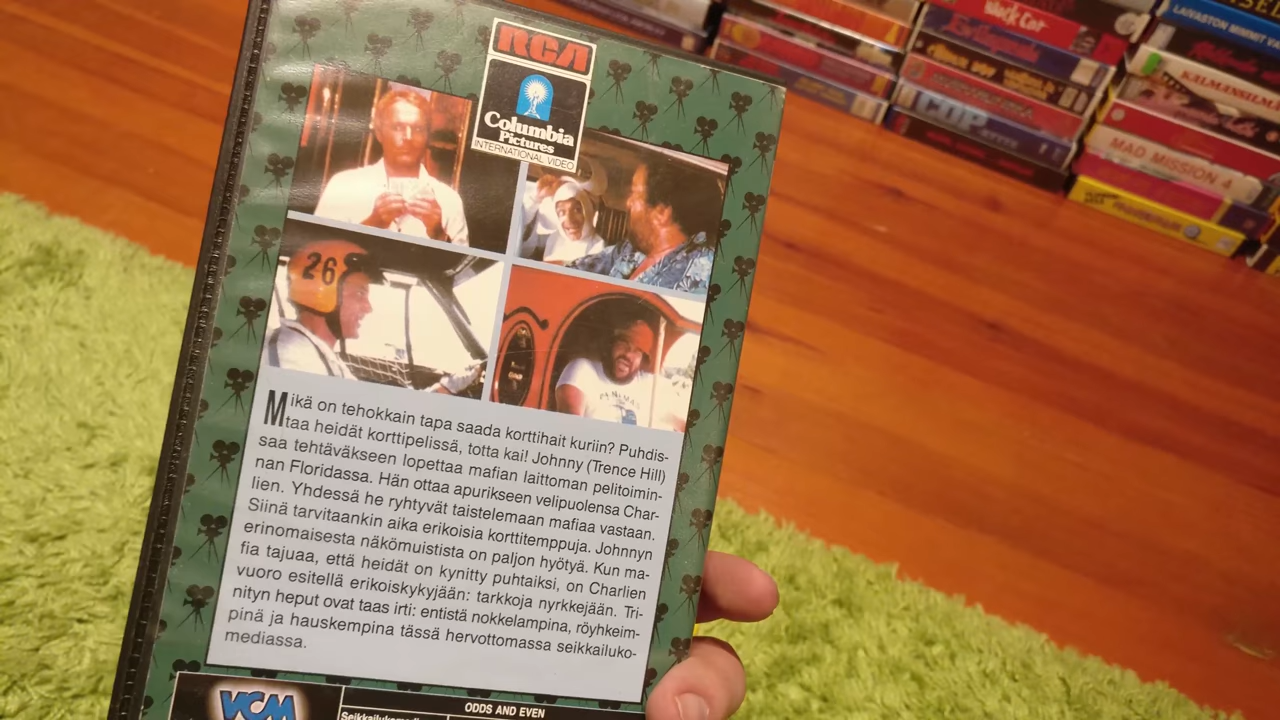 RCA
Columbia
Pictures
INTERNATIONAL VIDEO
26
PANAMA
Mikä on tehokkain tapa saada korttihait kuriin? Puhdis-
taa heidät korttipelissä, totta kai! Johnny (Trence Hill)
saa tehtäväkseen lopettaa mafian laittoman pelitoimin-
nan Floridassa. Hän ottaa apurikseen velipuolensa Char-
lien. Yhdessä he ryhtyvät taistelemaan mafiaa vastaan.
Siinä tarvitaankin aika erikoisia korttitemppuja. Johnnyn
erinomaisesta näkömuistista on paljon hyötyä. Kun ma-
fia tajuaa, että heidät on kynitty puhtaiksi, on Charlien
vuoro esitellä erikoiskykyjään: tarkkoja nyrkkejään. Tri-
nityn heput ovat taas irti: entistä nokkelampina, röyhkeim-
pinä ja hauskempina tässä hervottomassa seikkailuko-
mediassa.
VCM
ODDS AND EVEN
COP
LAIVASTON MINNIT
KALMANSILMÄ
MAD MISSION 4